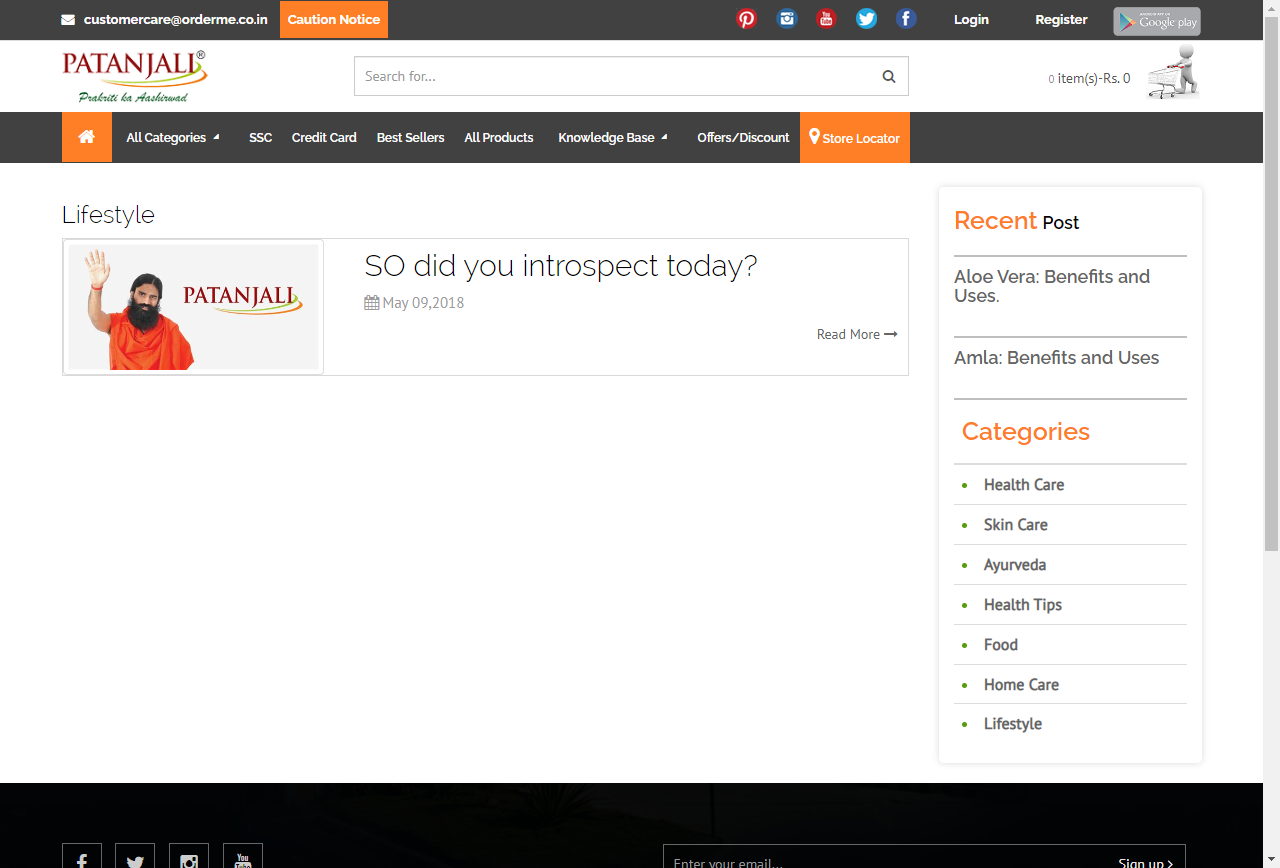 customercare@orderme.co.in Caution Notice Login Register ANDROID APP ON Google play
PATANJALI®
Prakriti ka Aashirwad
Search for...
0 item(s)-Rs. 0
All Categories SSC Credit Card Best Sellers All Products Knowledge Base Offers/Discount Store Locator
Lifestyle
PATANJALI
SO did you introspect today?
May 09,2018
Read More
Recent Post
Aloe Vera: Benefits and
Uses.
Amla: Benefits and Uses
Categories
Health Care
Skin Care
Ayurveda
Health Tips
Food
Home Care
Lifestyle
You
Tube
Enter your email...
Sign up